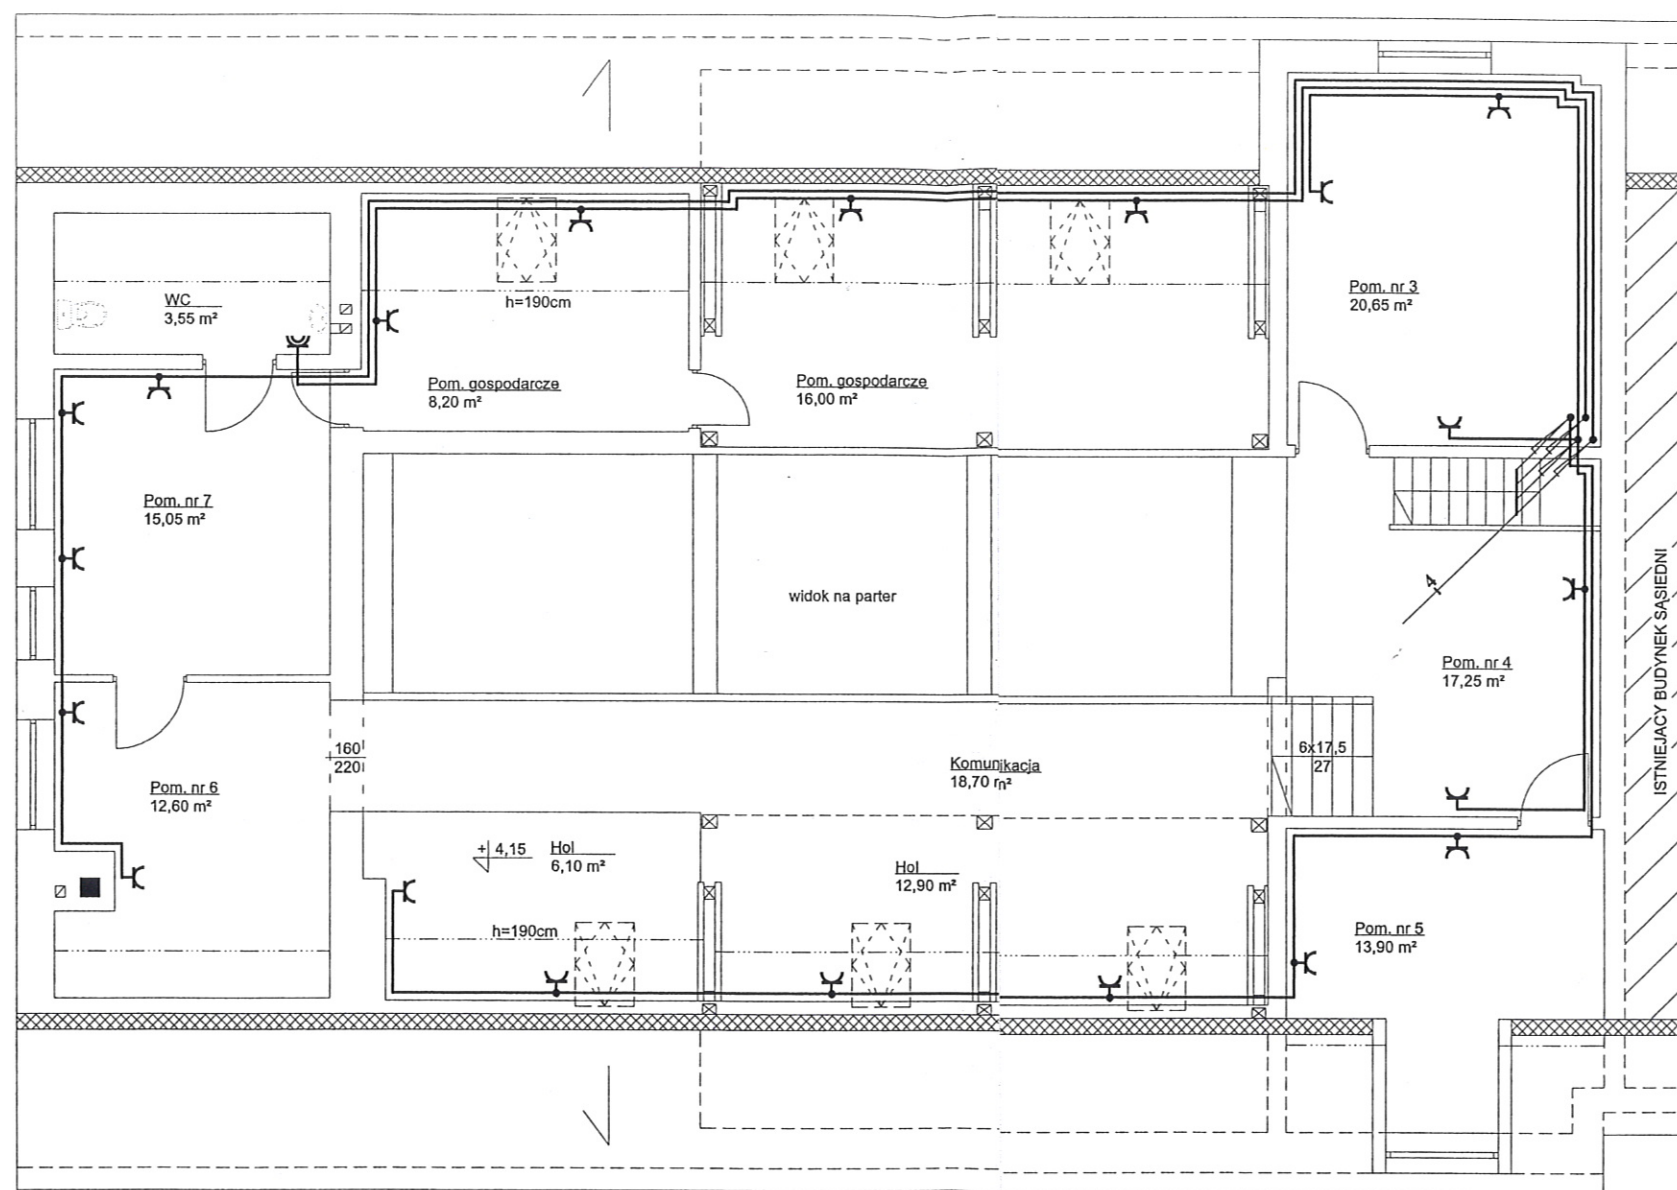 WC
3,55 m²
h=190cm
Pom. gospodarcze
8,20 m²
Pom. gospodarcze
16,00 m²
Pom. nr 3
20,65 m²
Pom. nr 7
15,05 m²
widok na parter
4
Pom. nr 4
17,25 m²
ISTNIEJĄCY BUDYNEK SĄSIEDNI
160
220
Komunikacja
18,70 m²
6x17,5
27
Pom. nr 6
12,60 m²
+ 4,15
Hol
6,10 m²
Hol
12,90 m²
h=190cm
Pom. nr 5
13,90 m²